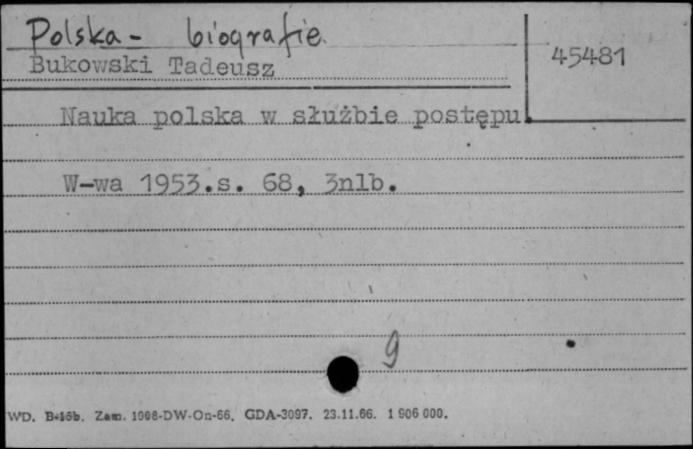 Polska - biografie
45481
Bukowski Tadeusz
Nauka polska w służbie postępu.
W-wa 1953.s. 68, 3nlb.
9
WD. B-16b. Zam. 1098-DW-On-66. GDA-3097. 23.11.66. 1 906 000.